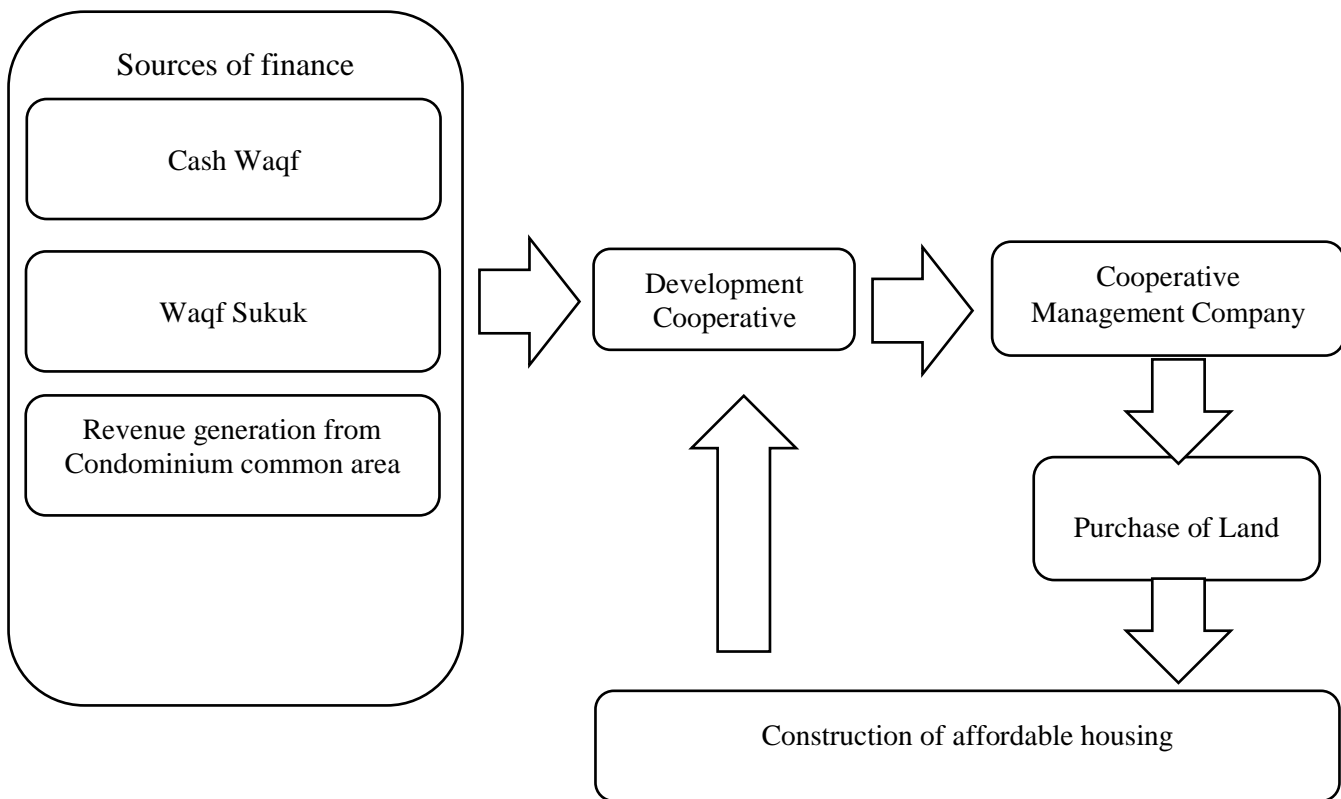 Sources of finance
Cash Waqf
Waqf Sukuk
Revenue generation from
Condominium common area
Development
Cooperative
Cooperative
Management Company
Purchase of Land
Construction of affordable housing